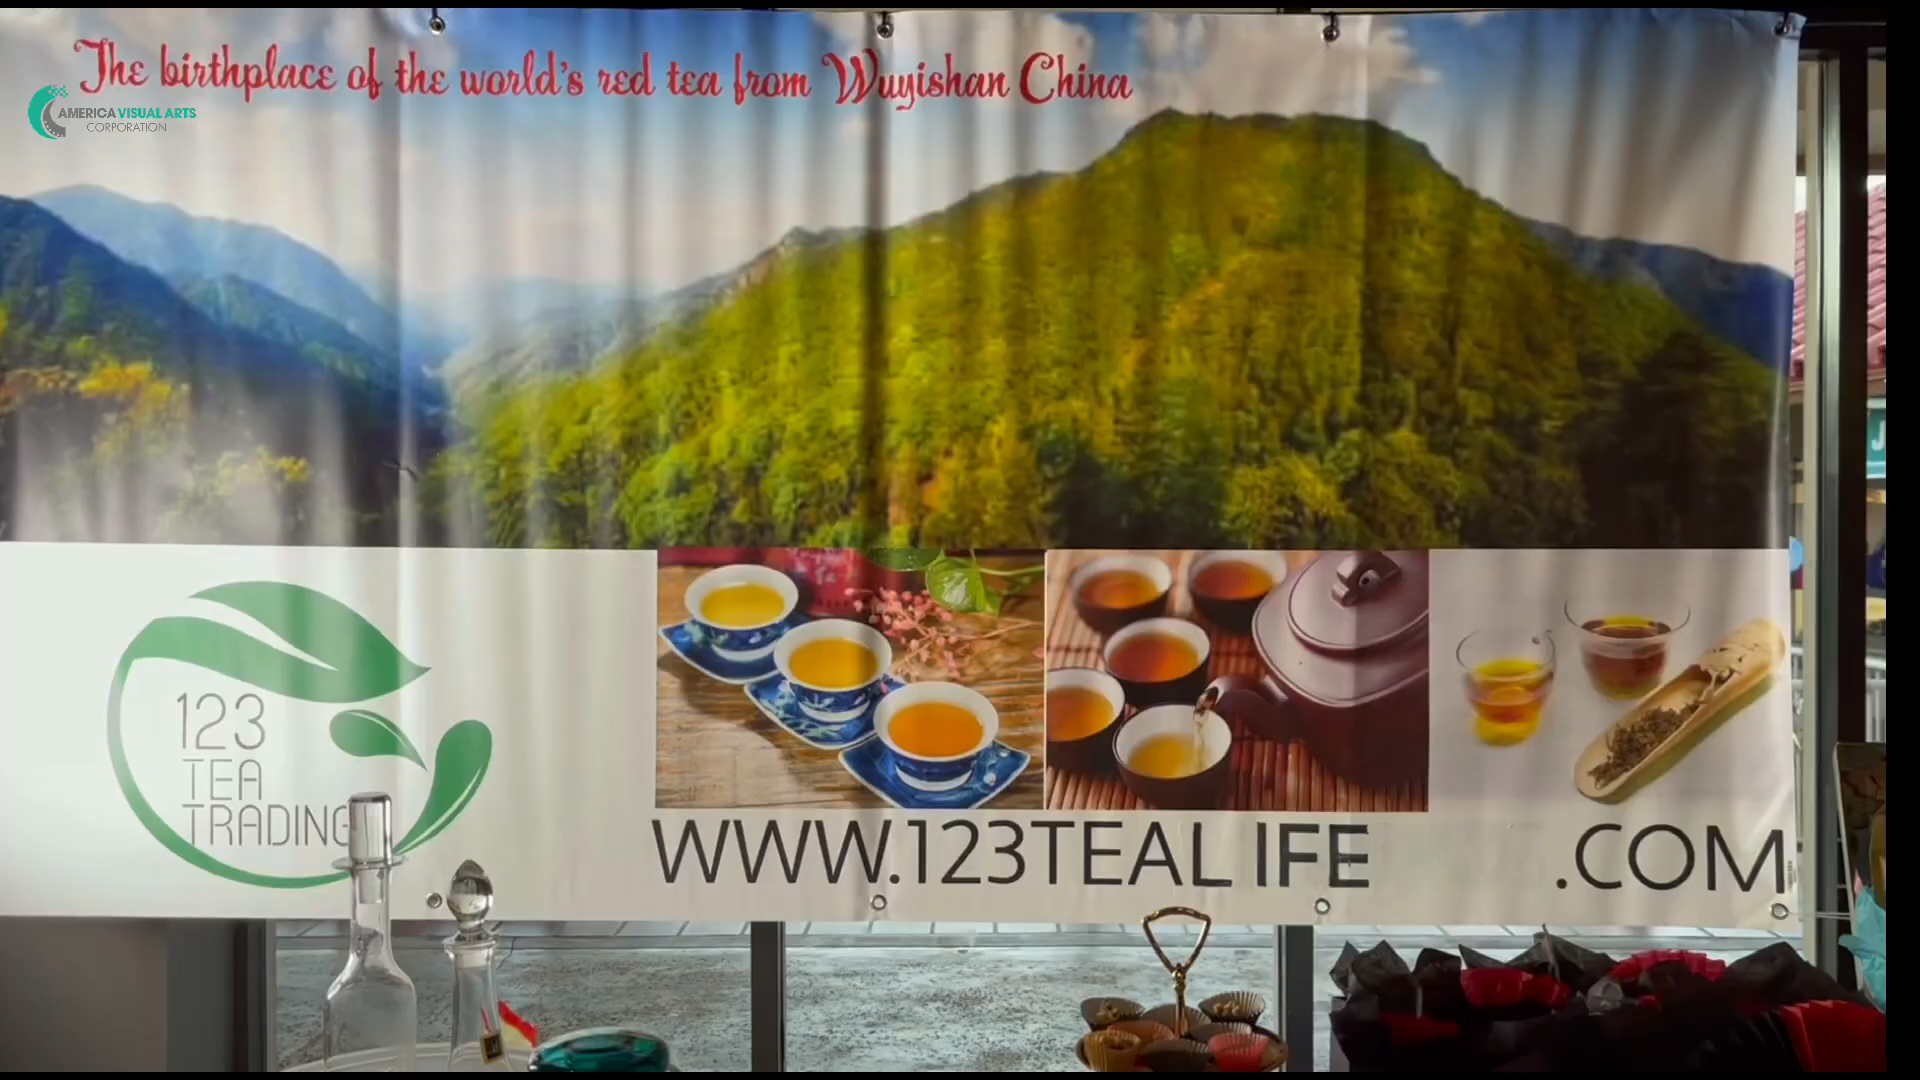 The birthplace of the world's red tea from Wuyishan China
AMERICA VISUAL ARTS
CORPORATION
123
TEA
TRADING
WWW.123TEALIFE .COM
J